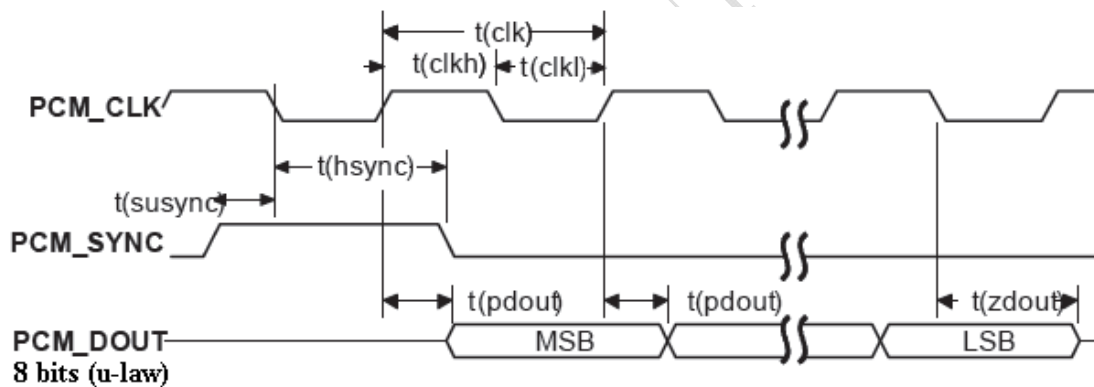 t(clk)
t(clkh) t(clkl)
PCM_CLK
t(hsync)
t(susync)
PCM_SYNC
t(pdout) t(pdout) t(zdout)
PCM_DOUT MSB LSB
8 bits (u-law)